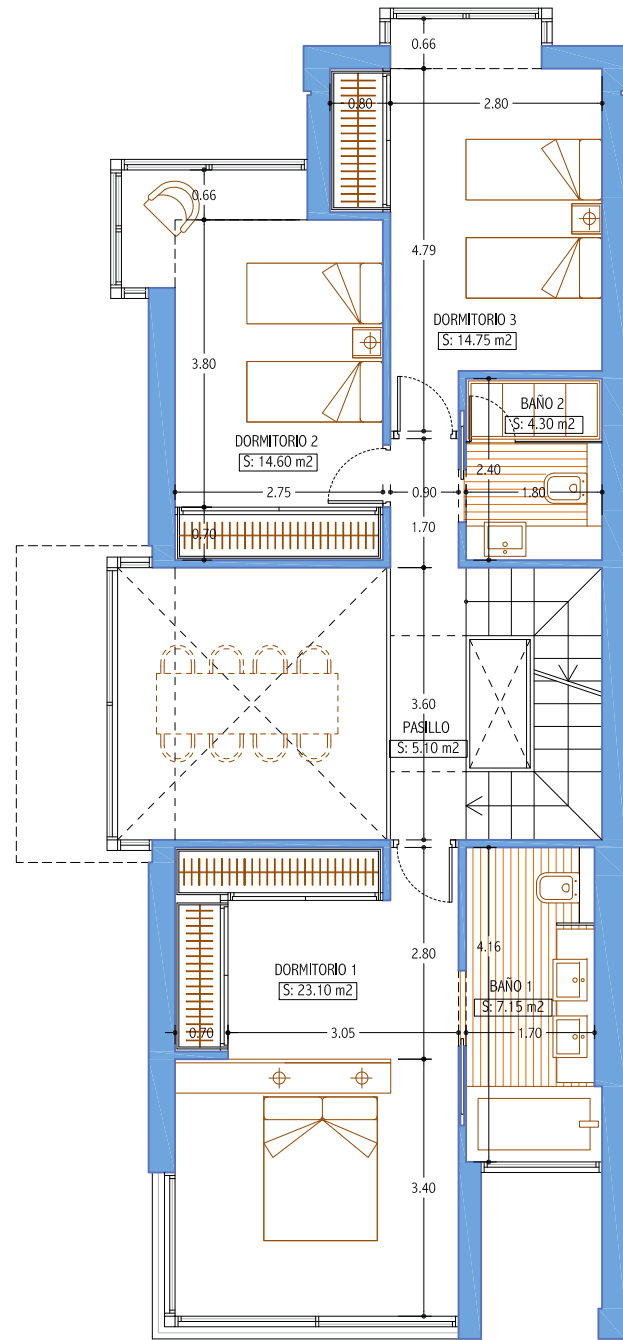 0.66
0.80
2.80
0.66
4.79
DORMITORIO 3
S: 14.75 m2
3.80
BAÑO 2
S: 4.30 m2
DORMITORIO 2
S: 14.60 m2
2.40
2.75
0.90
1.80
0.70
1.70
3.60
PASILLO
S: 5.10 m2
4.16
2.80
DORMITORIO 1
S: 23.10 m2
BAÑO 1
S: 7.15 m2
0.70
3.05
1.70
3.40